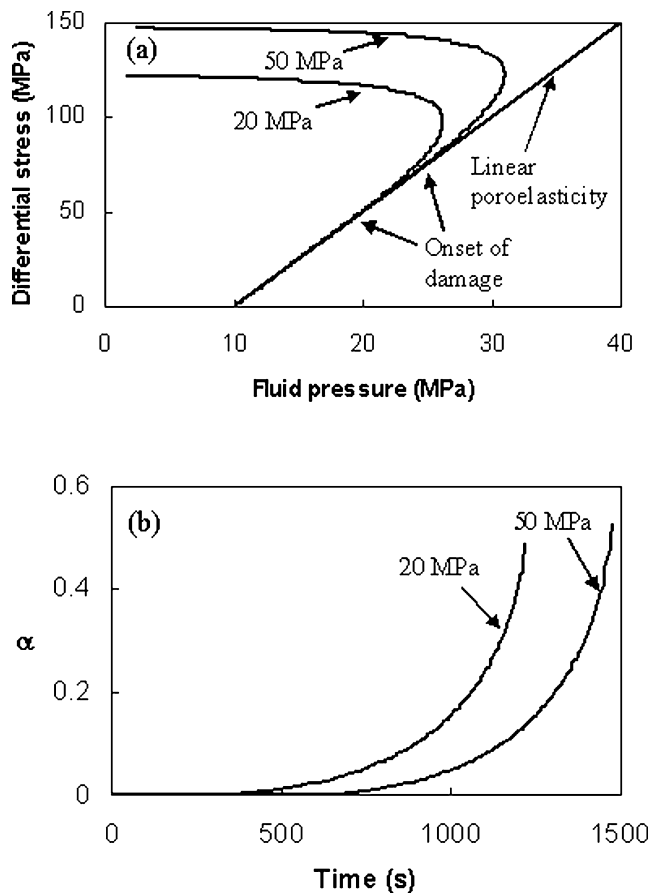 (a)
150
100
50
0
Differential stress (MPa)
50 MPa
20 MPa
Linear
poroelasticity
Onset of
damage
0 10 20 30 40
Fluid pressure (MPa)
(b)
0.6
0.4
0.2
0
α
50 MPa
20 MPa
0 500 1000 1500
Time (s)